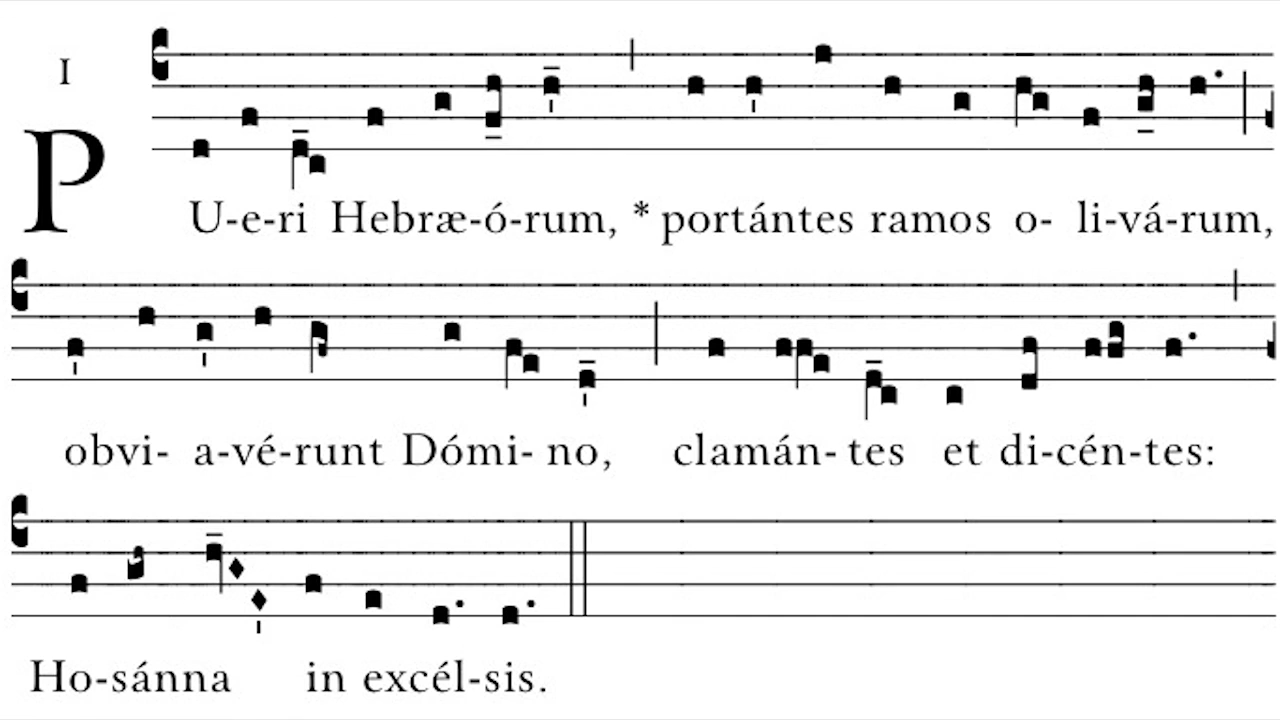 I
PU-e-ri Hebræ-ó-rum, * portántes ramos o- li-vá-rum,
obvi- a-vé-runt Dómi- no, clamán- tes et di-cén-tes:
Ho-sánna in excél-sis.